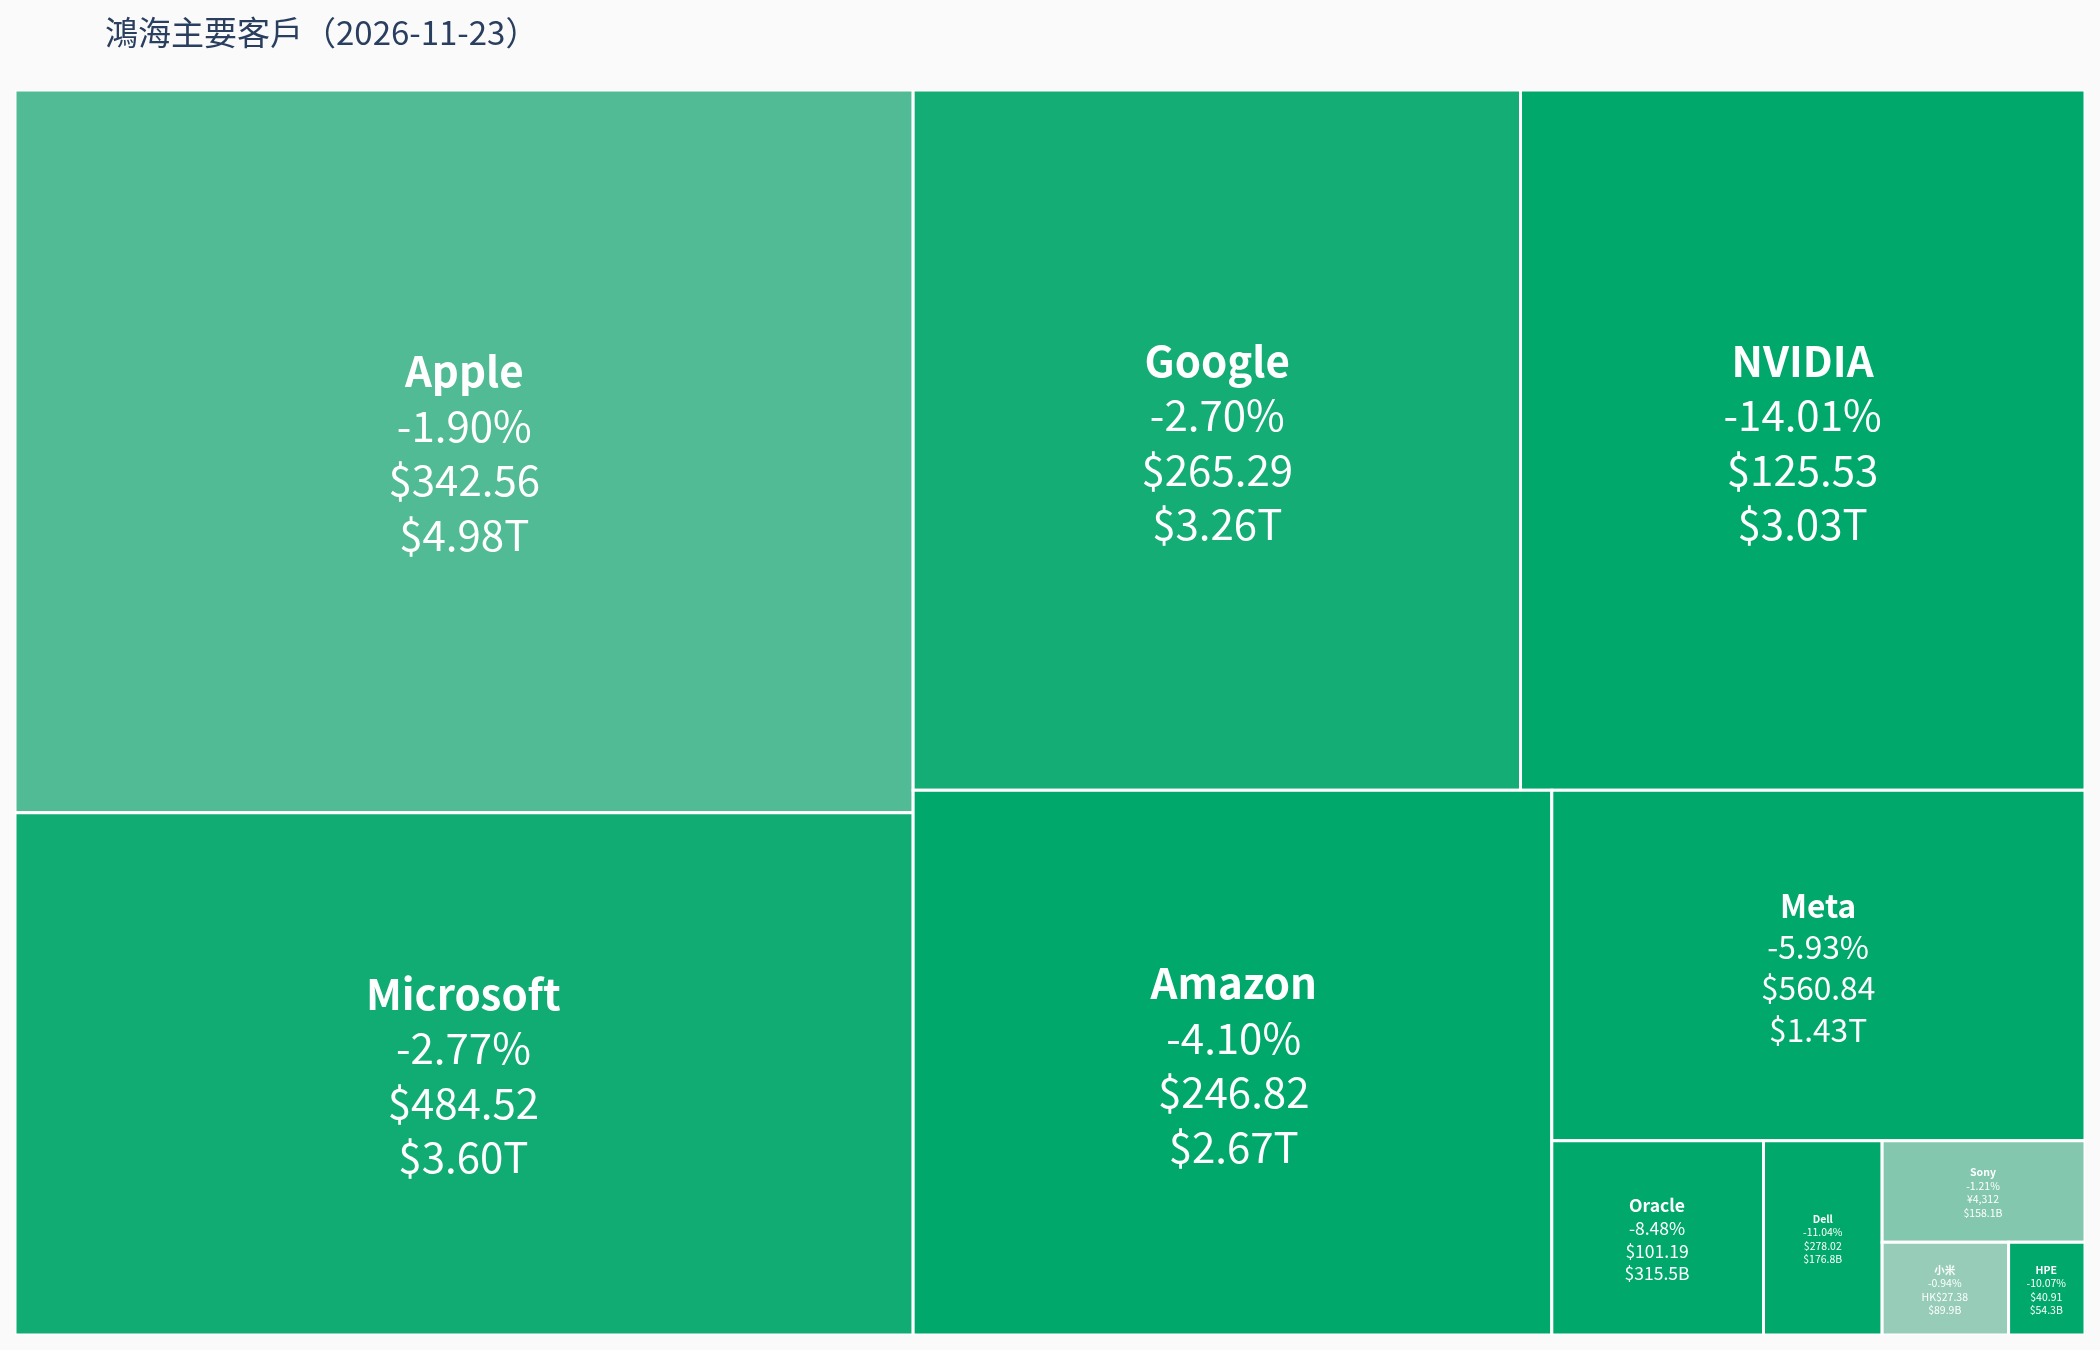 鴻海主要客戶（2026-11-23）
Apple
-1.90%
$342.56
$4.98T
Google
-2.70%
$265.29
$3.26T
NVIDIA
-14.01%
$125.53
$3.03T
Microsoft
-2.77%
$484.52
$3.60T
Amazon
-4.10%
$246.82
$2.67T
Meta
-5.93%
$560.84
$1.43T
Oracle
-8.48%
$101.19
$315.5B
Dell
-11.04%
$278.02
$176.8B
Sony
-1.21%
¥4,312
$158.1B
小米
-0.94%
HK$27.38
$89.9B
HPE
-10.07%
$40.91
$54.3B